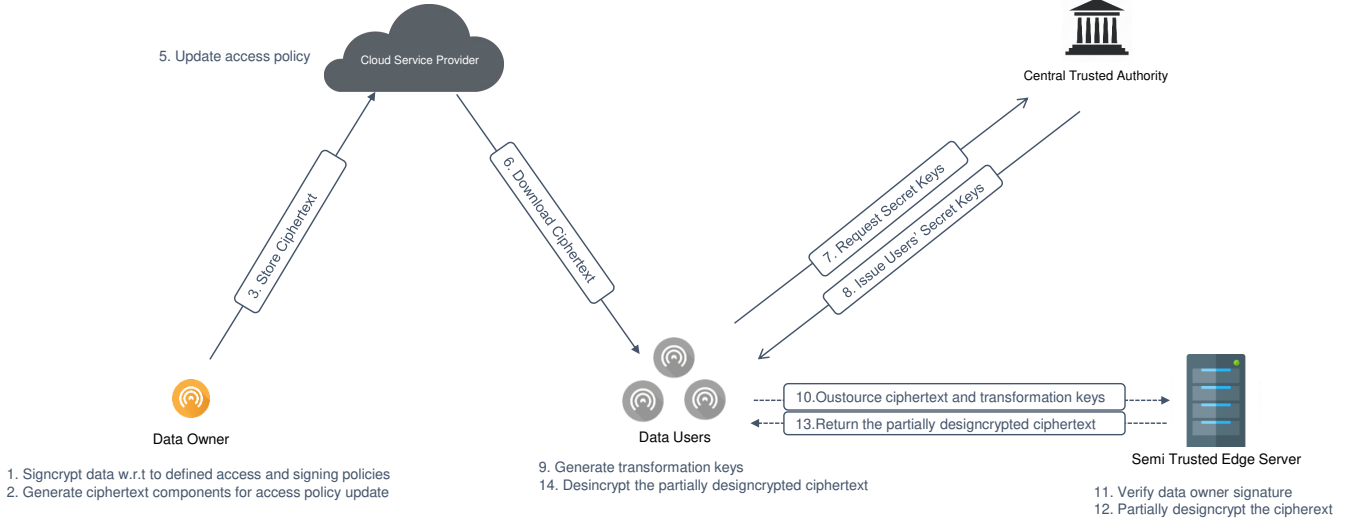 5. Update access policy
Cloud Service Provider
Central Trusted Authority
3. Store Ciphertext
6. Download Ciphertext
7. Request Secret Keys
8. Issue Users' Secret Keys
10.Oustource ciphertext and transformation keys
13.Return the partially designcrypted ciphertext
Data Owner
Data Users
Semi Trusted Edge Server
1. Signcrypt data w.r.t to defined access and signing policies
2. Generate ciphertext components for access policy update
9. Generate transformation keys
14. Desincrypt the partially designcrypted ciphertext
11. Verify data owner signature
12. Partially designcrypt the cipherext